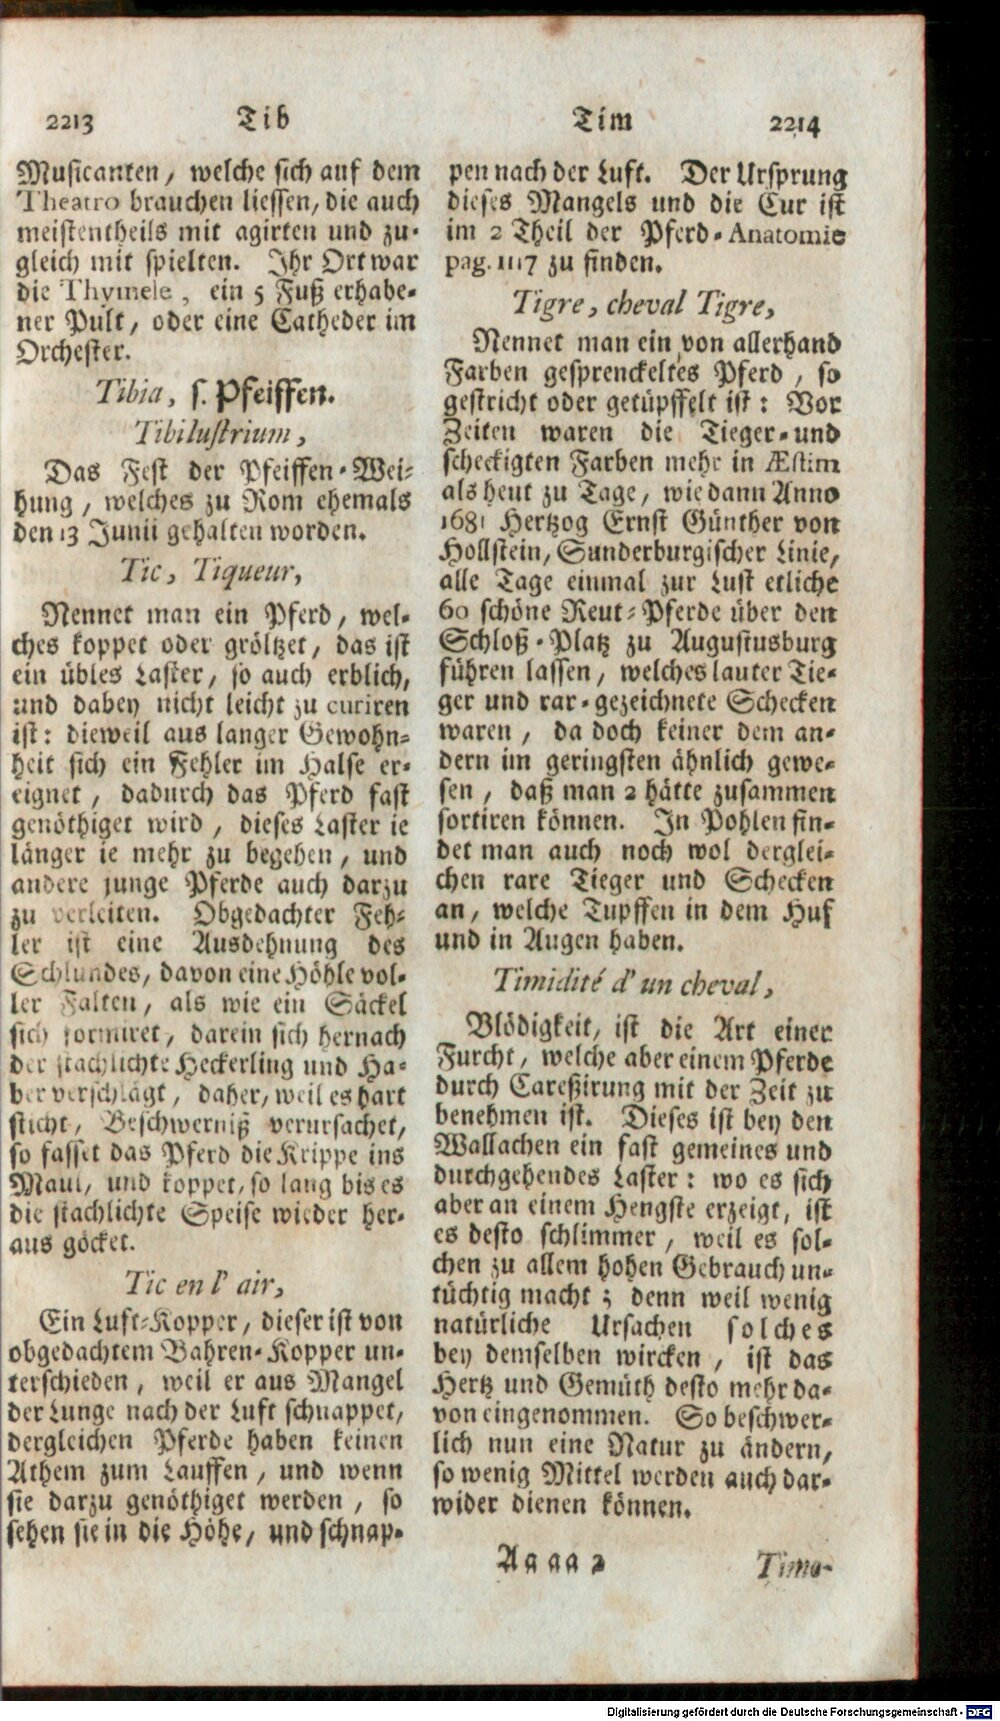 2213 Tib
Musicanten, welche sich auf dem
Theatro brauchen liessen, die auch
meistentheils mit agirten und zu-
gleich mit spielten. Ihr Ort war
die Thymele, ein 5 Fuß erhabe-
ner Pult, oder eine Catheder im
Orchester.
Tibia, s. Pfeiffen.
Tibilustrium,
Das Fest der Pfeiffen-Wei-
hung, welches zu Rom ehemals
den 13 Junii gehalten worden.
Tic, Tiqueur,
Nennet man ein Pferd, wel-
ches koppet oder gröltzet, das ist
ein übles Laster, so auch erblich,
und dabey nicht leicht zu curiren
ist: dieweil aus langer Gewohn-
heit sich ein Fehler im Halse er-
eignet, dadurch das Pferd fast
genöthiget wird, dieses Laster ie
länger ie mehr zu begehen, und
andere junge Pferde auch darzu
zu verleiten. Obgedachter Feh-
ler ist eine Ausdehnung des
Schlundes, davon eine Höhle vol-
ler Falten, als wie ein Säckel
sich formiret, darein sich hernach
der stachlichte Heckerling und Ha-
ber verschlägt, daher, weil es hart
sticht, Beschwerniß verursachet,
so fasset das Pferd die Krippe ins
Maul, und koppet, so lang bis es
die stachlichte Speise wieder her-
aus göcket.
Tic en l' air,
Ein Luft-Kopper, dieser ist von
obgedachtem Bahren-Kopper un-
terschieden, weil er aus Mangel
der Lunge nach der Luft schnappet,
dergleichen Pferde haben keinen
Athem zum Lauffen, und wenn
sie darzu genöthiget werden, so
sehen sie in die Höhe, und schnap-
Tim 2214
pen nach der Luft. Der Ursprung
dieses Mangels und die Cur ist
im 2 Theil der Pferd-Anatomie
pag. 1117 zu finden.
Tigre, cheval Tigre,
Nennet man ein von allerhand
Farben gesprenckeltes Pferd, so
gestricht oder getüpffelt ist: Vor
Zeiten waren die Tieger-und
scheckigten Farben mehr in Æstim
als heut zu Tage, wie dann Anno
1681 Hertzog Ernst Günther von
Hollstein, Sunderburgischer Linie,
alle Tage einmal zur Lust etliche
60 schöne Reut-Pferde über den
Schloß-Platz zu Augustusburg
führen lassen, welches lauter Tie-
ger und rar-gezeichnete Schecken
waren, da doch keiner dem an-
dern im geringsten ähnlich gewe-
sen, daß man 2 hätte zusammen
sortiren können. In Pohlen fin-
det man auch noch wol derglei-
chen rare Tieger und Schecken
an, welche Tupffen in dem Huf
und in Augen haben.
Timidité d' un cheval,
Blödigkeit, ist die Art einer
Furcht, welche aber einem Pferde
durch Careßirung mit der Zeit zu
benehmen ist. Dieses ist bey den
Wallachen ein fast gemeines und
durchgehendes Laster: wo es sich
aber an einem Hengste erzeigt, ist
es desto schlimmer, weil es sol-
chen zu allem hohen Gebrauch un-
tüchtig macht; denn weil wenig
natürliche Ursachen solches
bey demselben wircken, ist das
Hertz und Gemüth desto mehr da-
von eingenommen. So beschwer-
lich nun eine Natur zu ändern,
so wenig Mittel werden auch dar-
wider dienen können.
Aa aa 2 Timo-
Digitalisierung gefördert durch die Deutsche Forschungsgemeinschaft - DFG